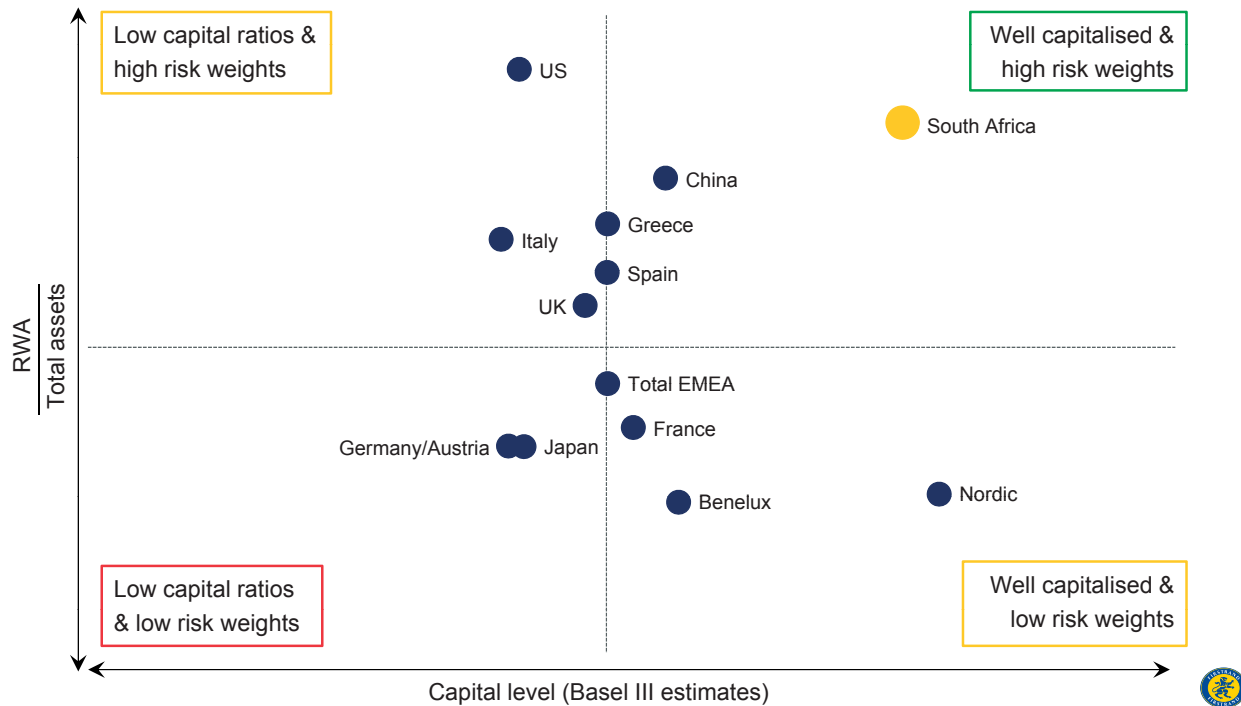 Low capital ratios &
high risk weights
Well capitalised &
high risk weights
US
South Africa
China
Greece
Italy
Spain
UK
RWA
Total assets
Total EMEA
France
Germany/Austria
Japan
Nordic
Benelux
Low capital ratios
& low risk weights
Well capitalised &
low risk weights
Capital level (Basel III estimates)
FIRSTRAND
FIRSTRAND